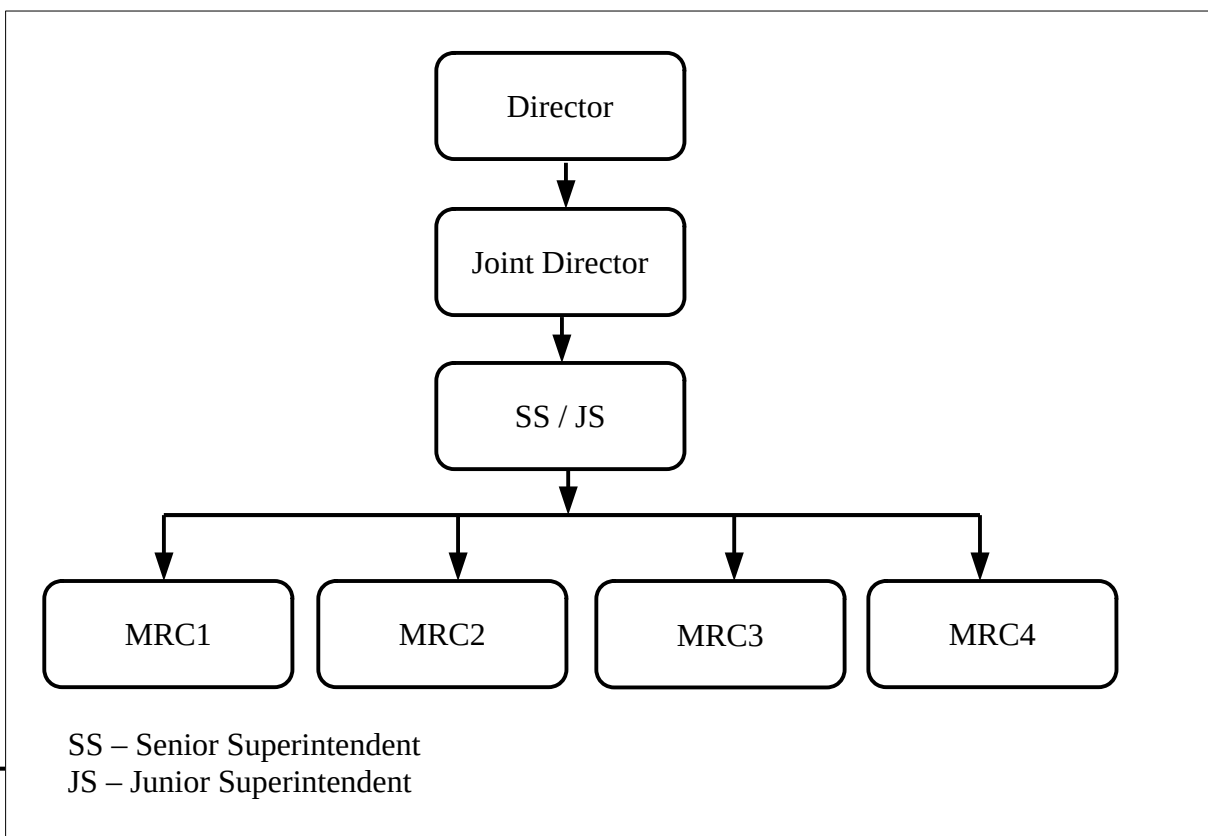 Director
Joint Director
SS / JS
MRC1
MRC2
MRC3
MRC4
SS – Senior Superintendent
JS – Junior Superintendent